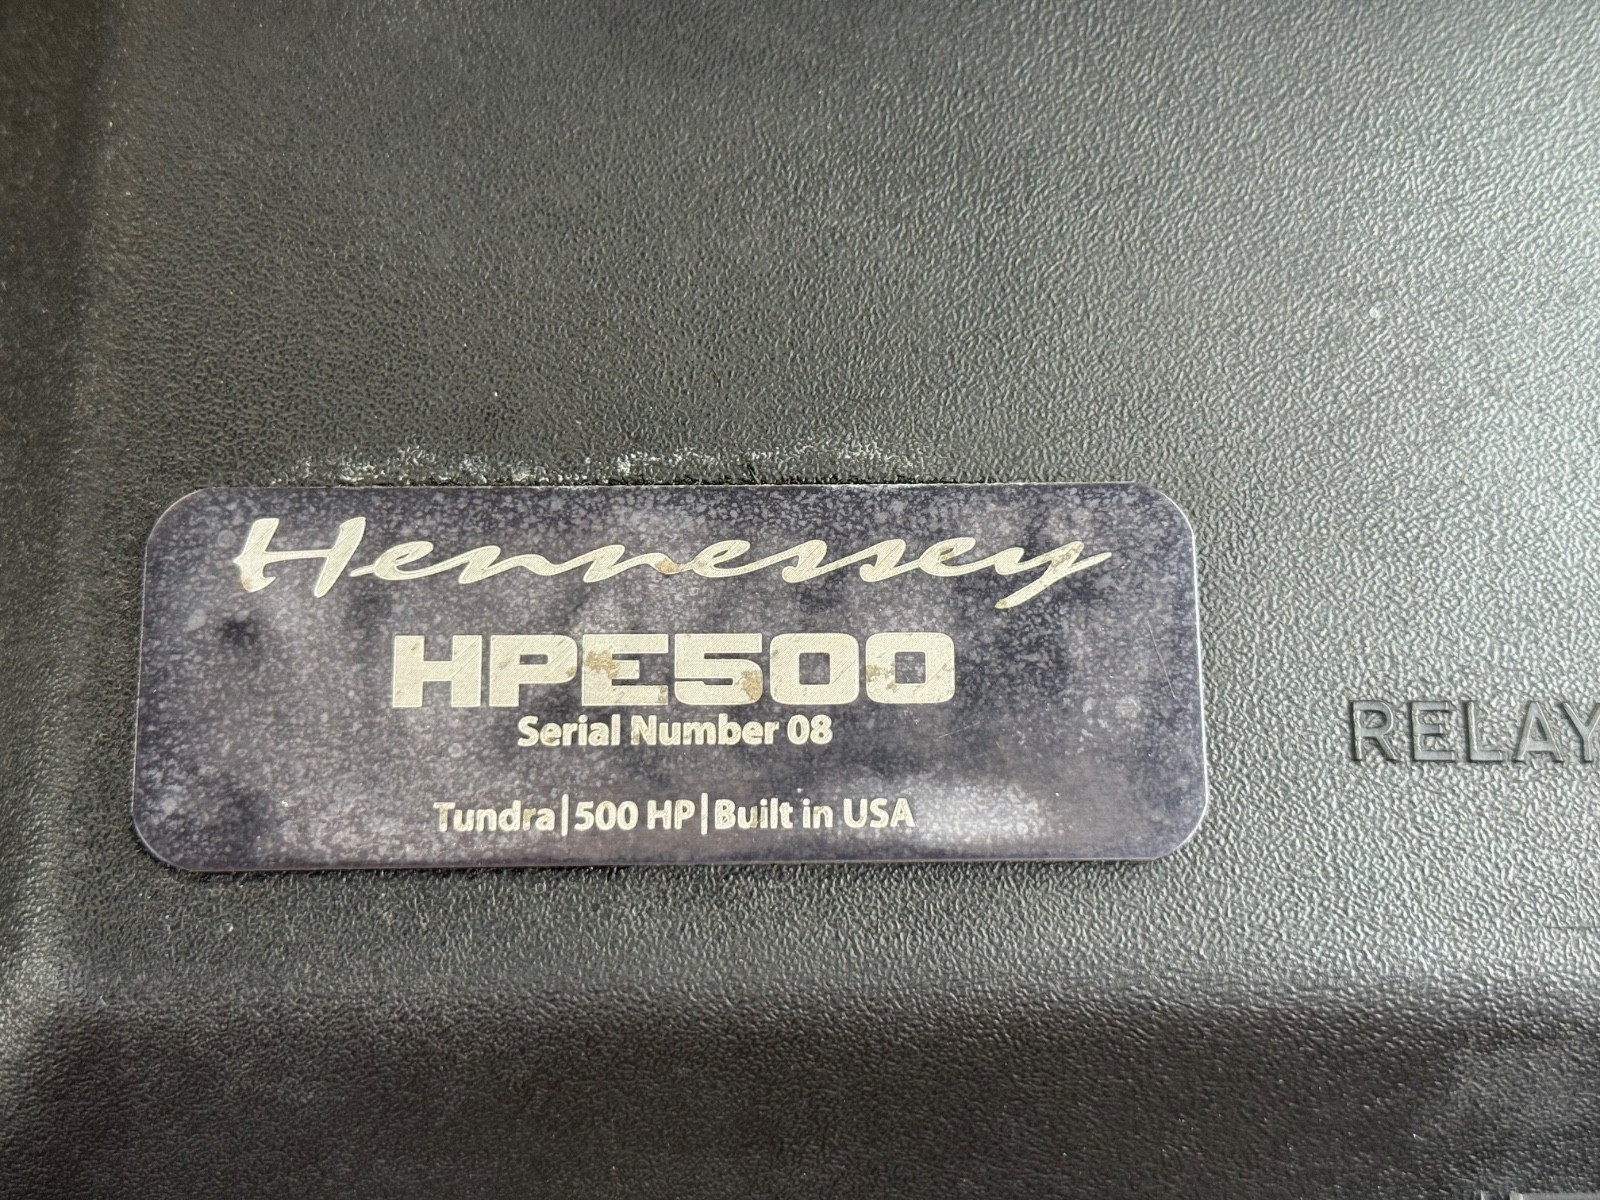 Hennessey
HPE500
Serial Number 08
Tundra|500 HP|Built in USA
RELAY